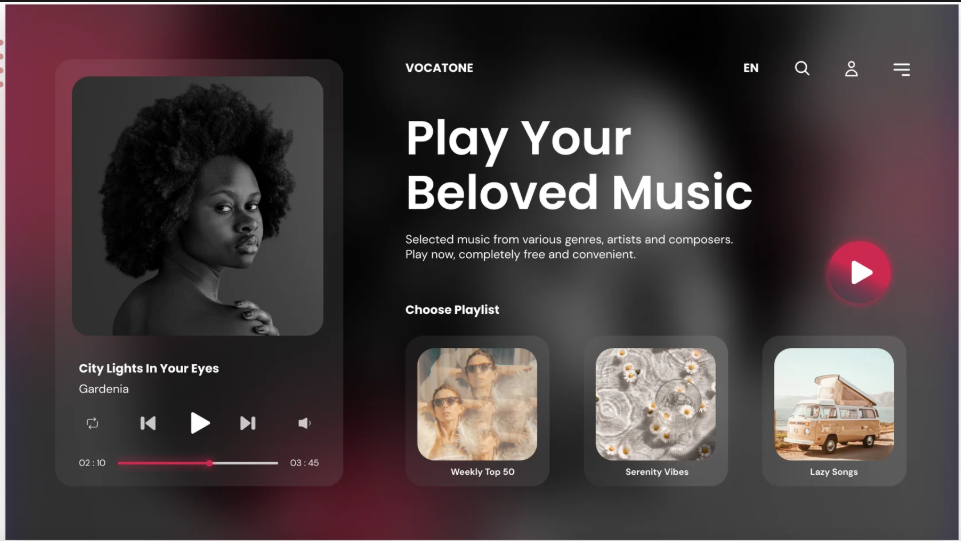 VOCATONE
EN
Play Your
Beloved Music
Selected music from various genres, artists and composers.
Play now, completely free and convenient.
Choose Playlist
City Lights In Your Eyes
Gardenia
02 : 10
03 : 45
Weekly Top 50
Serenity Vibes
Lazy Songs